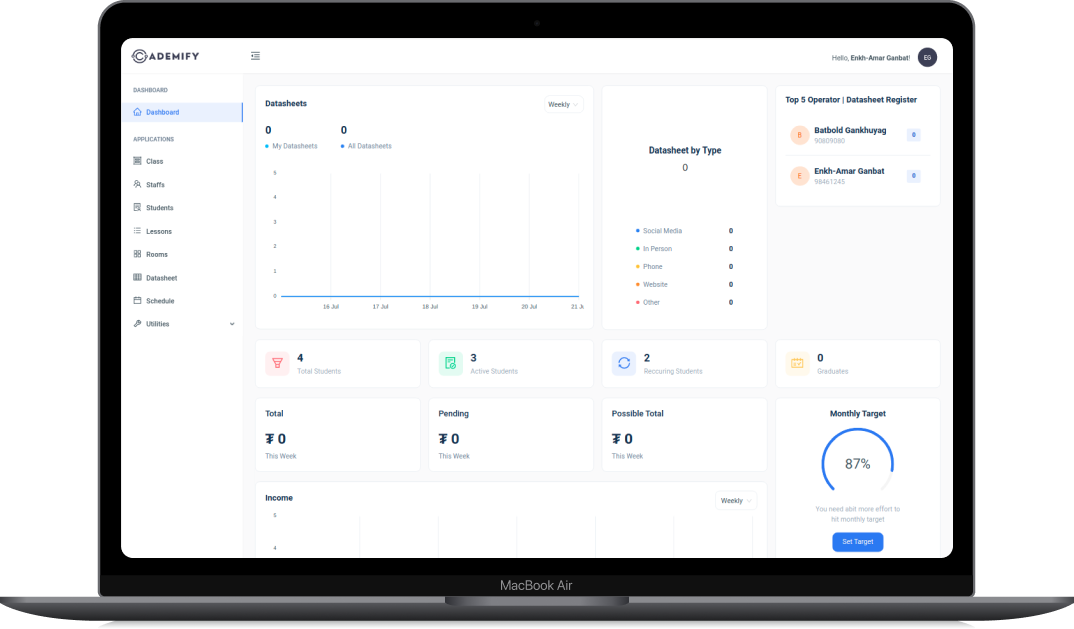 CADEMIFY
Hello, Enkh-Amar Ganbat!
EG
DASHBOARD
Dashboard
APPLICATIONS
Class
Staffs
Students
Lessons
Rooms
Datasheet
Schedule
Utilities
Datasheets
Weekly
0
0
My Datasheets
All Datasheets
5
4
3
2
1
0
16 Jul
17 Jul
18 Jul
19 Jul
20 Jul
21 Ju
Datasheet by Type
0
Social Media 0
In Person 0
Phone 0
Website 0
Other 0
Top 5 Operator | Datasheet Register
B
Batbold Gankhuyag
90809080
0
E
Enkh-Amar Ganbat
98461245
0
4
Total Students
3
Active Students
2
Reccuring Students
0
Graduates
Total
₮ 0
This Week
Pending
₮ 0
This Week
Possible Total
₮ 0
This Week
Monthly Target
87%
You need abit more effort to
hit monthly target
Set Target
Income
Weekly
5
4
MacBook Air